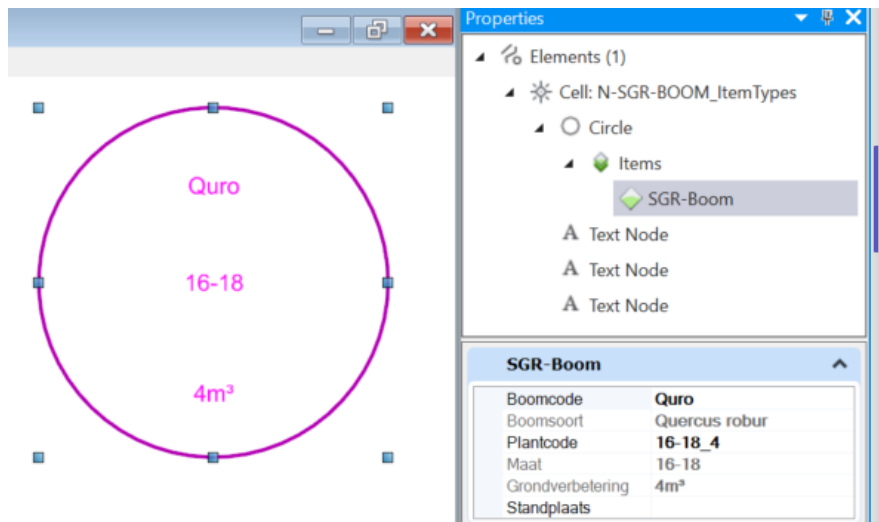 Properties
Elements (1)
Cell: N-SGR-BOOM_ItemTypes
Circle
Items
SGR-Boom
A Text Node
A Text Node
A Text Node
Quro
16-18
4m³
SGR-Boom
Boomcode Quro
Boomsoort Quercus robur
Plantcode 16-18_4
Maat 16-18
Grondverbetering 4m³
Standplaats